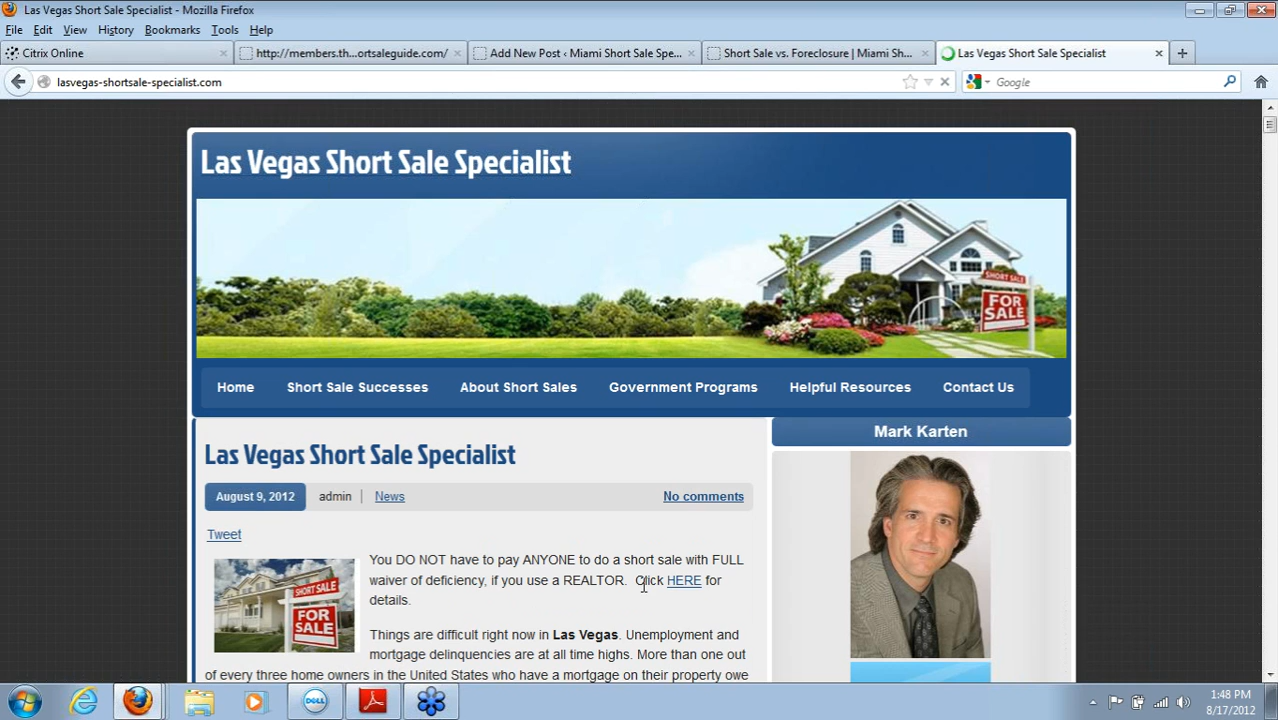 Las Vegas Short Sale Specialist - Mozilla Firefox
File Edit View History Bookmarks Tools Help
Citrix Online
http://members.th...ortsaleguide.com/
Add New Post ‹ Miami Short Sale Spe...
Short Sale vs. Foreclosure | Miami Sh...
Las Vegas Short Sale Specialist
lasvegas-shortsale-specialist.com
Google
Las Vegas Short Sale Specialist
SHORT SALE
FOR
SALE
Home Short Sale Successes About Short Sales Government Programs Helpful Resources Contact Us
Mark Karten
Las Vegas Short Sale Specialist
August 9, 2012 admin | News No comments
Tweet
SHORT SALE
FOR
SALE
You DO NOT have to pay ANYONE to do a short sale with FULL
waiver of deficiency, if you use a REALTOR. Click HERE for
details.
Things are difficult right now in Las Vegas. Unemployment and
mortgage delinquencies are at all time highs. More than one out
of every three home owners in the United States who have a mortgage on their property owe
DELL
1:48 PM
8/17/2012